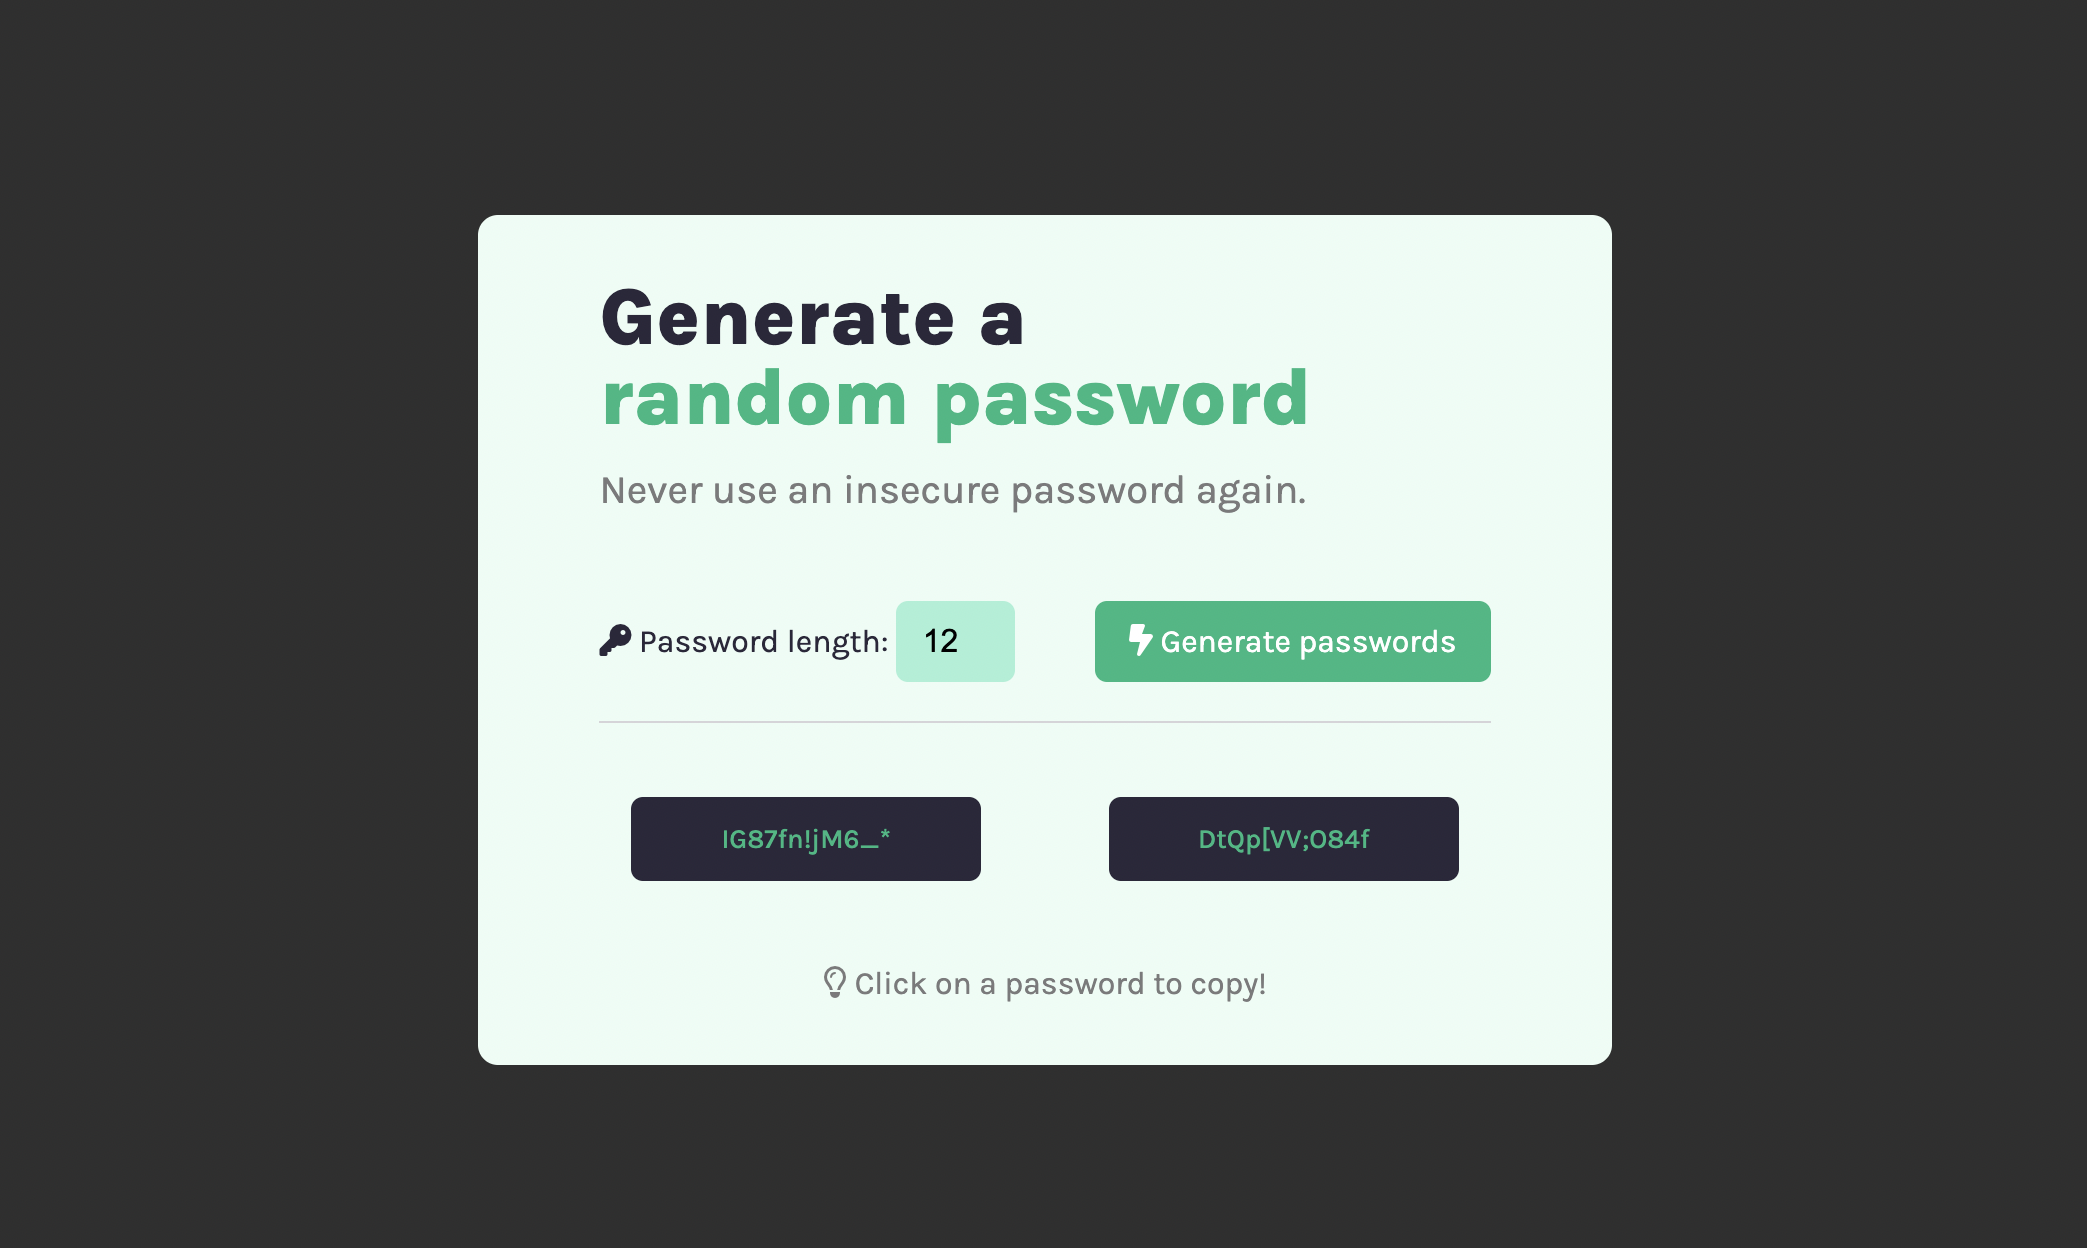 Generate a
random password
Never use an insecure password again.
Password length: 12
Generate passwords
IG87fn!jM6_*
DtQp[VV;O84f
Click on a password to copy!